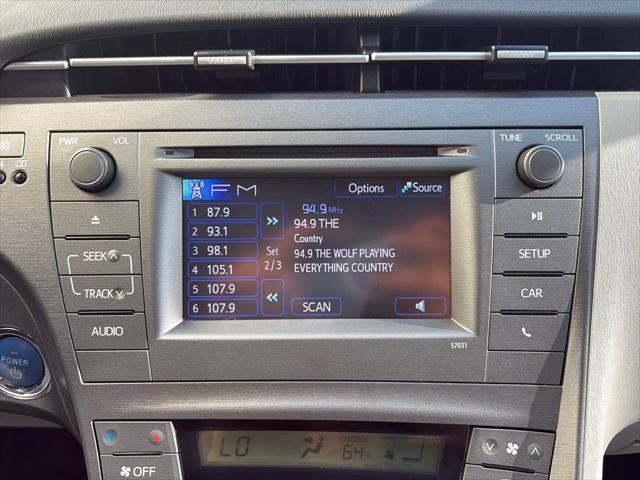 PWR VOL
TUNE SCROLL
FM Options Source
1 87.9
2 93.1
3 98.1
4 105.1
5 107.9
6 107.9
Set
2/3
94.9 MHz
94.9 THE
Country
94.9 THE WOLF PLAYING
EVERYTHING COUNTRY
SCAN
SEEK
TRACK
AUDIO
SETUP
CAR
57031
POWER
OFF
LO
OUTSIDE
64°F